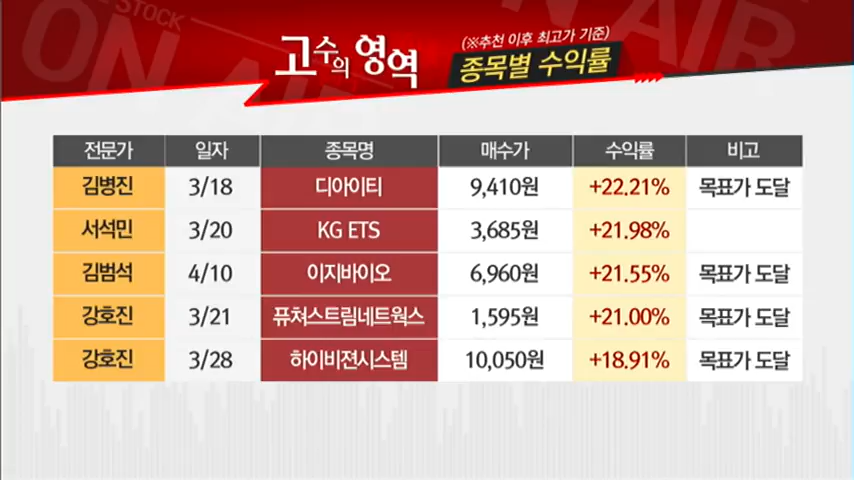 STOCK
ON AIR
ON AIR
고수의 영역
(※추천 이후 최고가 기준)
종목별 수익률
전문가 일자 종목명 매수가 수익률 비고
김병진 3/18 디아이티 9,410원 +22.21% 목표가 도달
서석민 3/20 KG ETS 3,685원 +21.98%
김범석 4/10 이지바이오 6,960원 +21.55% 목표가 도달
강호진 3/21 퓨쳐스트림네트웍스 1,595원 +21.00% 목표가 도달
강호진 3/28 하이비젼시스템 10,050원 +18.91% 목표가 도달